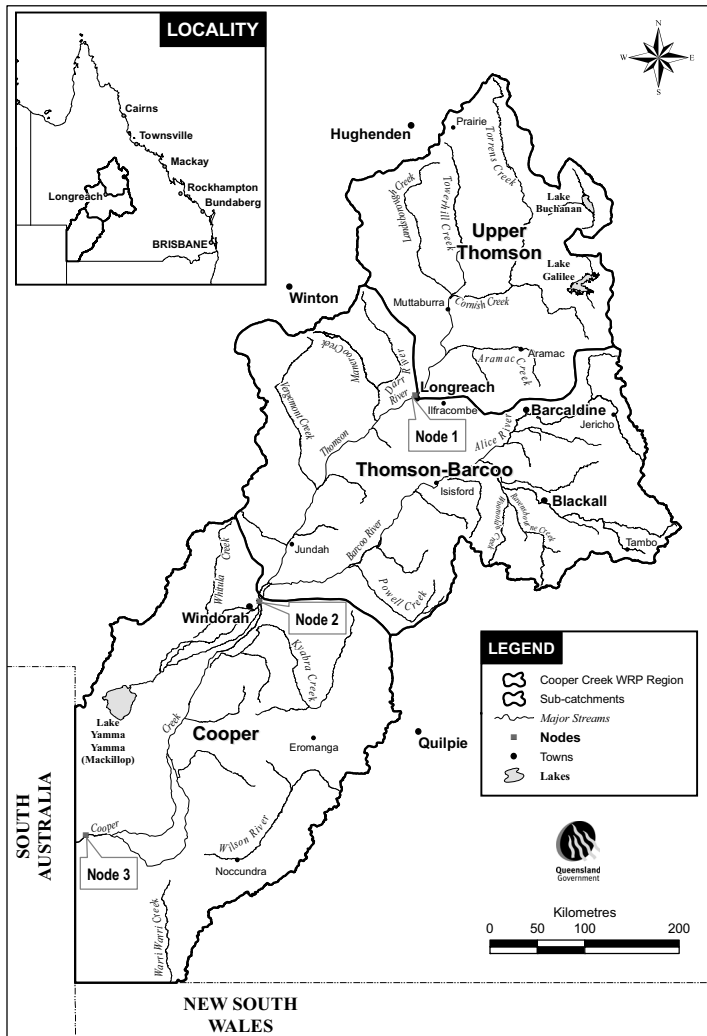 LOCALITY
Cairns
Townsville
Mackay
Longreach
Rockhampton
Bundaberg
BRISBANE
N
W
E
S
Prairie
Hughenden
Torrens Creek
Landsborough Creek
Towerhill Creek
Lake
Buchanan
Upper
Thomson
Lake
Galilee
Winton
Cornish Creek
Muttaburra
Darr River
Aramac
Aramac
Creek
Vergemont Creek
Longreach
River
Thomson
Ilfracombe
Barcaldine
Jericho
Node 1
Alice River
Thomson-Barcoo
Isisford
Blackall
Ravensbourne Creek
Creek
Tambo
Jundah
Barcoo River
Whitula
Creek
Powell Creek
Windorah
Node 2
Kyabra Creek
LEGEND
Cooper Creek WRP Region
Sub-catchments
Major Streams
Nodes
Towns
Lakes
Lake
Yamma
Yamma
(Mackillop)
Creek
Cooper
Quilpie
Eromanga
SOUTH
AUSTRALIA
Cooper
Wilson River
Node 3
Noccundra
Queensland
Government
Warri Warri Creek
Kilometres
0
50
100
200
NEW SOUTH
WALES